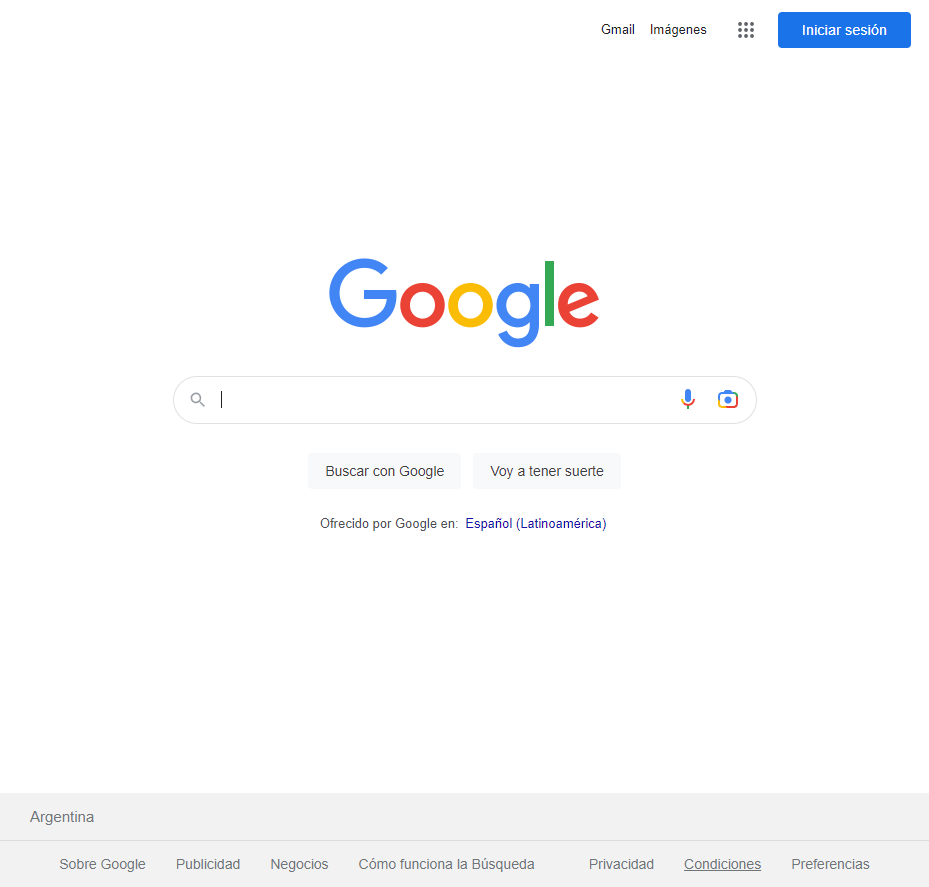 Gmail Imágenes Iniciar sesión
Google
Buscar con Google Voy a tener suerte
Ofrecido por Google en: Español (Latinoamérica)
Argentina
Sobre Google Publicidad Negocios Cómo funciona la Búsqueda Privacidad Condiciones Preferencias